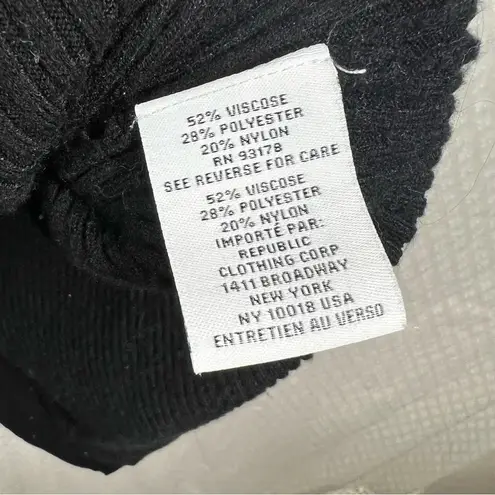 52% VISCOSE
28% POLYESTER
20% NYLON
RN 93178
SEE REVERSE FOR CARE
52% VISCOSE
28% POLYESTER
20% NYLON
IMPORTÉ PAR:
REPUBLIC
CLOTHING CORP
1411 BROADWAY
NEW YORK
NY 10018 USA
ENTRETIEN AU VERSO